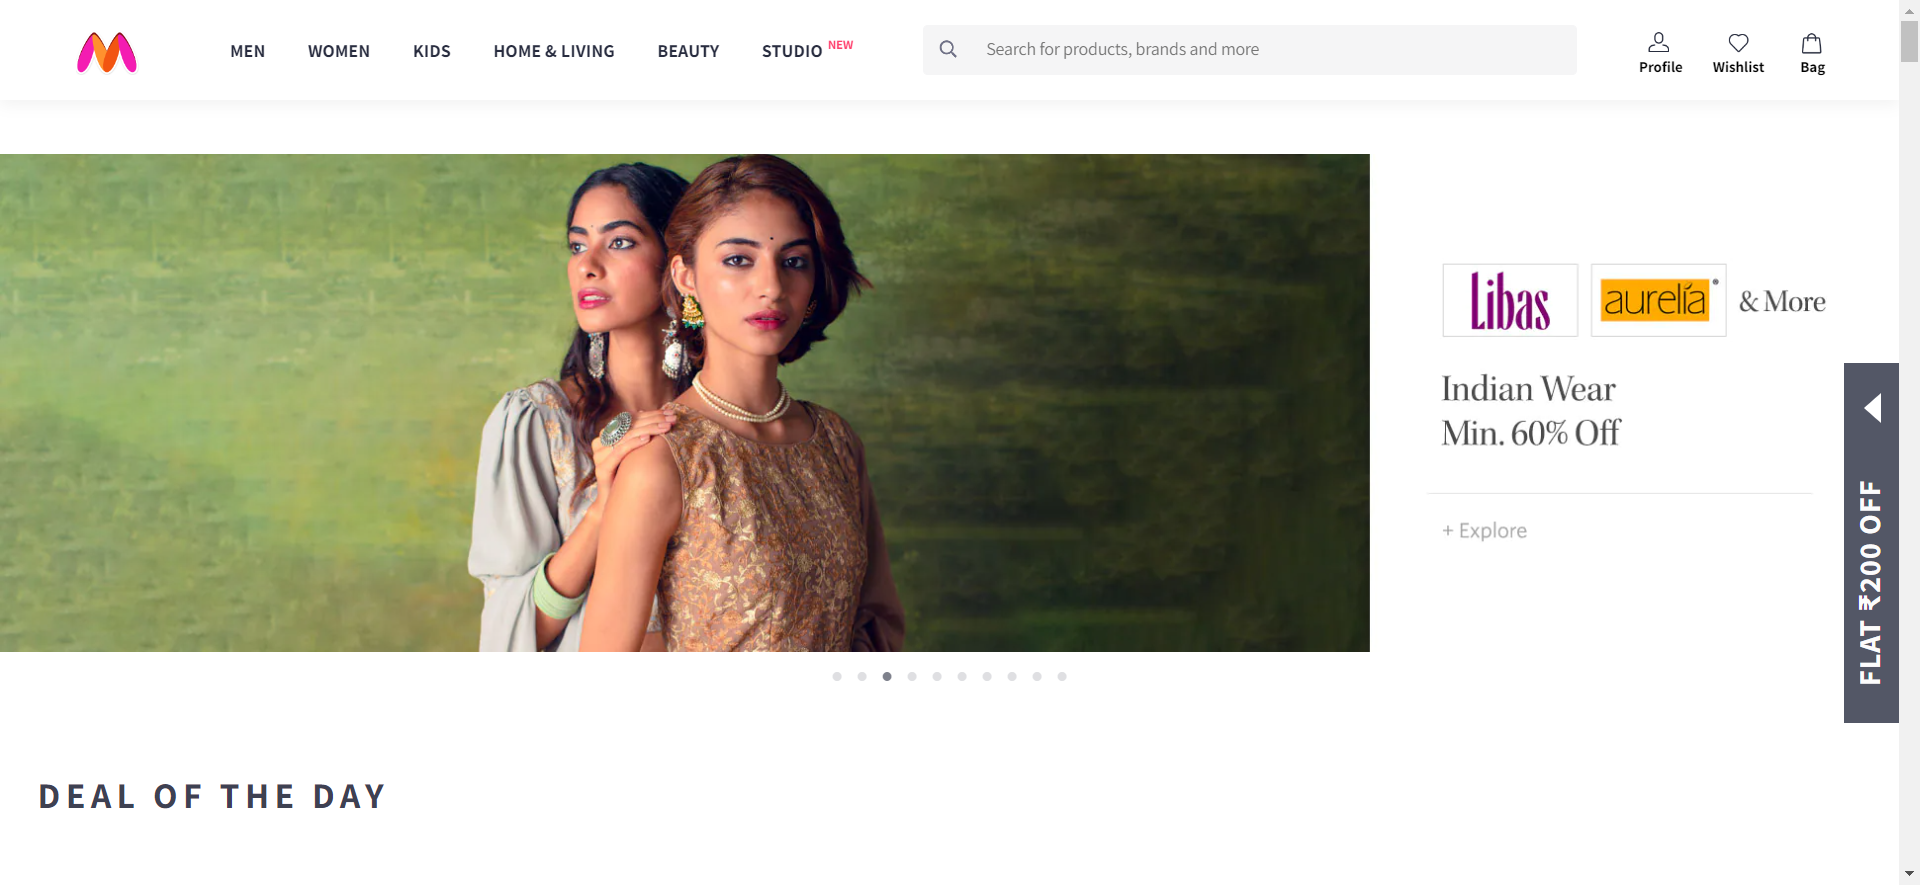 MEN WOMEN KIDS HOME & LIVING BEAUTY STUDIO NEW
Search for products, brands and more
Profile Wishlist Bag
Libas aurelia & More
Indian Wear
Min. 60% Off
+ Explore
FLAT ₹200 OFF
DEAL OF THE DAY